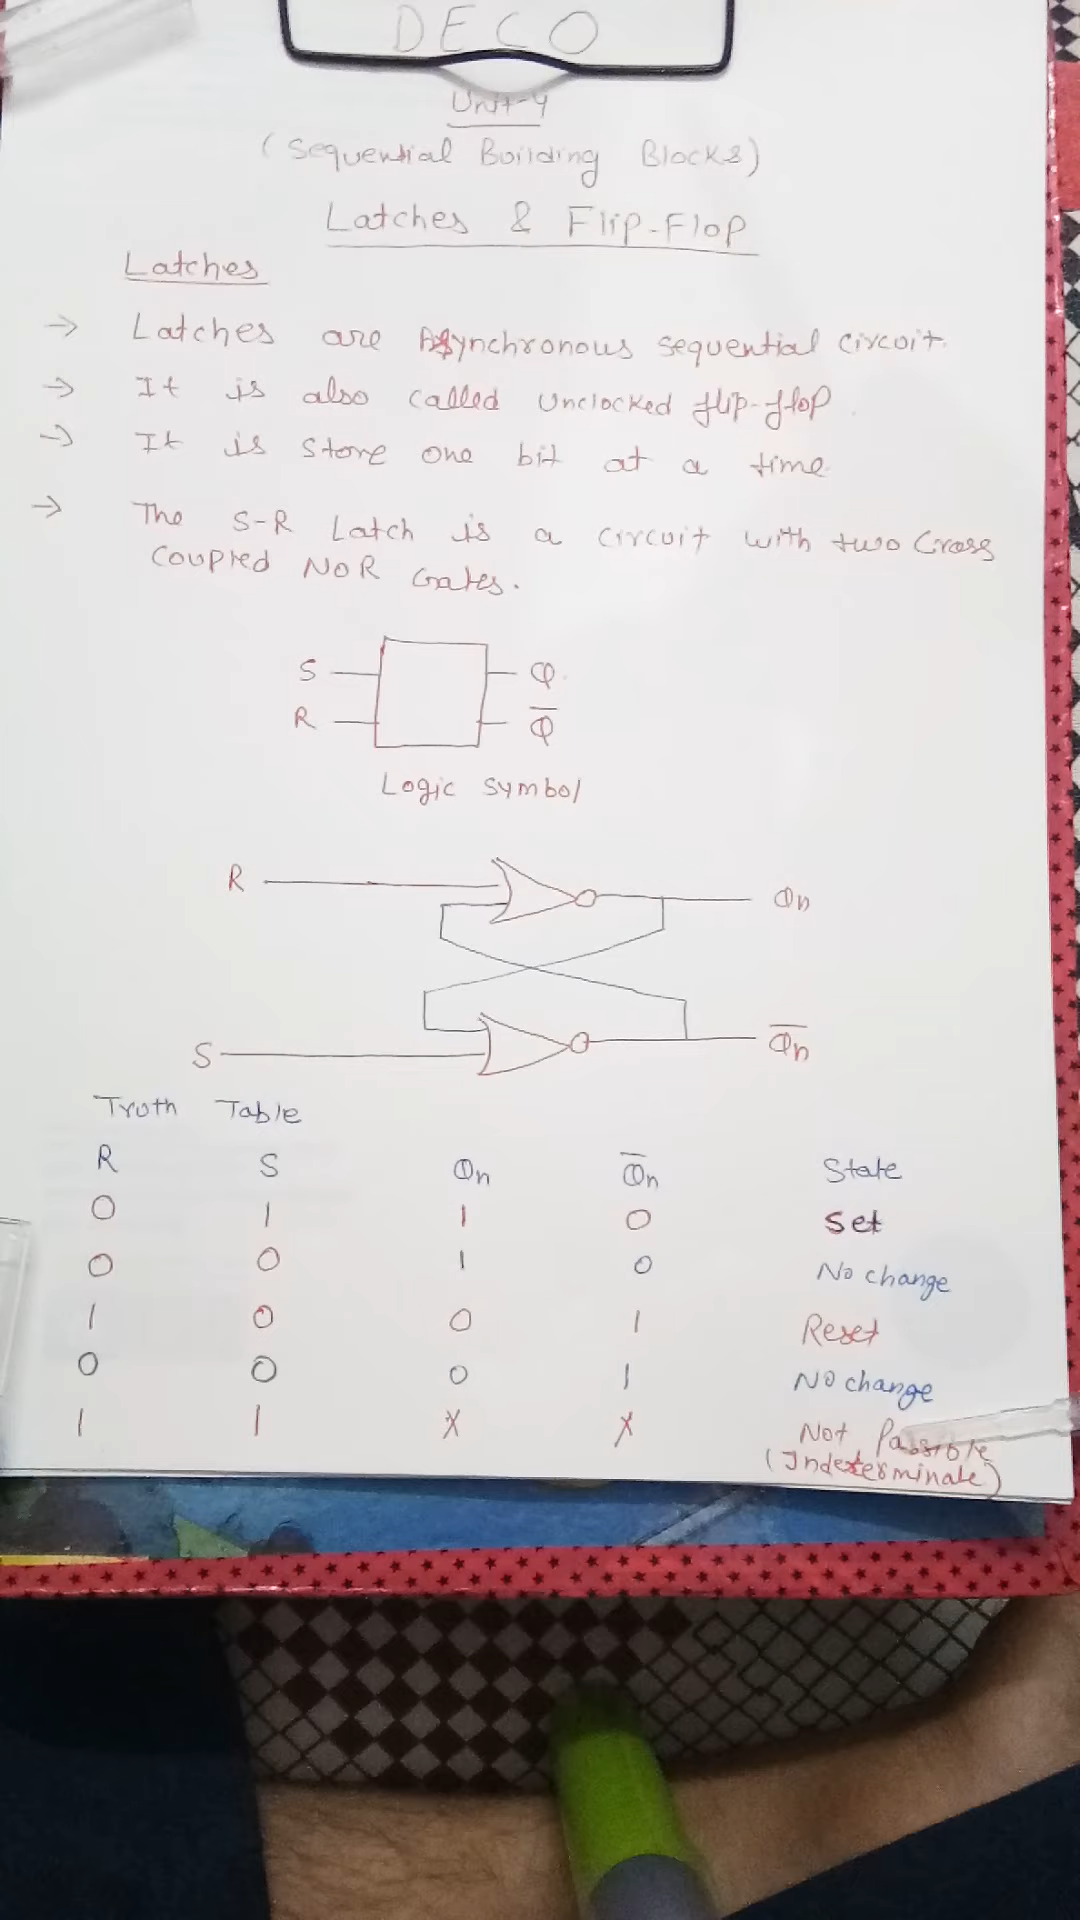 DECO
Unit-4
(Sequential Building Blocks)
Latches & Flip-Flop
Latches
→ Latches are Asynchronous sequential circuit.
→ It is also called Unclocked flip-flop
→ It is store one bit at a time.
→ The S-R Latch is a circuit with two Cross
coupled NOR Gates.
S Q
R Q̅
Logic Symbol
R Qn
S Q̅n
Truth Table
R S Qn Q̅n State
0 1 1 0 Set
0 0 1 0 No change
1 0 0 1 Reset
0 0 0 1 No change
1 1 X X Not Possible
(Indeterminate)